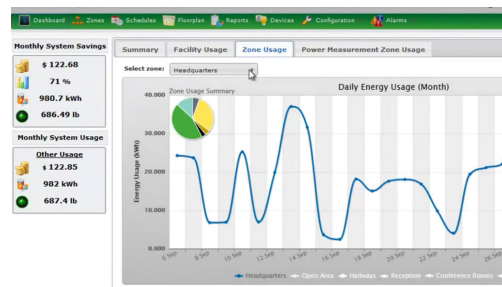 Dashboard Zones Schedules Floorplan Reports Devices Configuration Alarms
Monthly System Savings
$ 122.68
71 %
980.7 kWh
686.49 lb
Monthly System Usage
Other Usage
$ 122.85
982 kWh
687.4 lb
Summary Facility Usage Zone Usage Power Measurement Zone Usage
Select zone: Headquarters
Daily Energy Usage (Month)
Zone Usage Summary
Energy Usage (kWh)
40.000
30.000
20.000
10.000
0.000
6 Sep 8 Sep 10 Sep 12 Sep 14 Sep 16 Sep 18 Sep 20 Sep 22 Sep 24 Sep 26 Sep
Headquarters Open Area Hallways Reception Conference Rooms